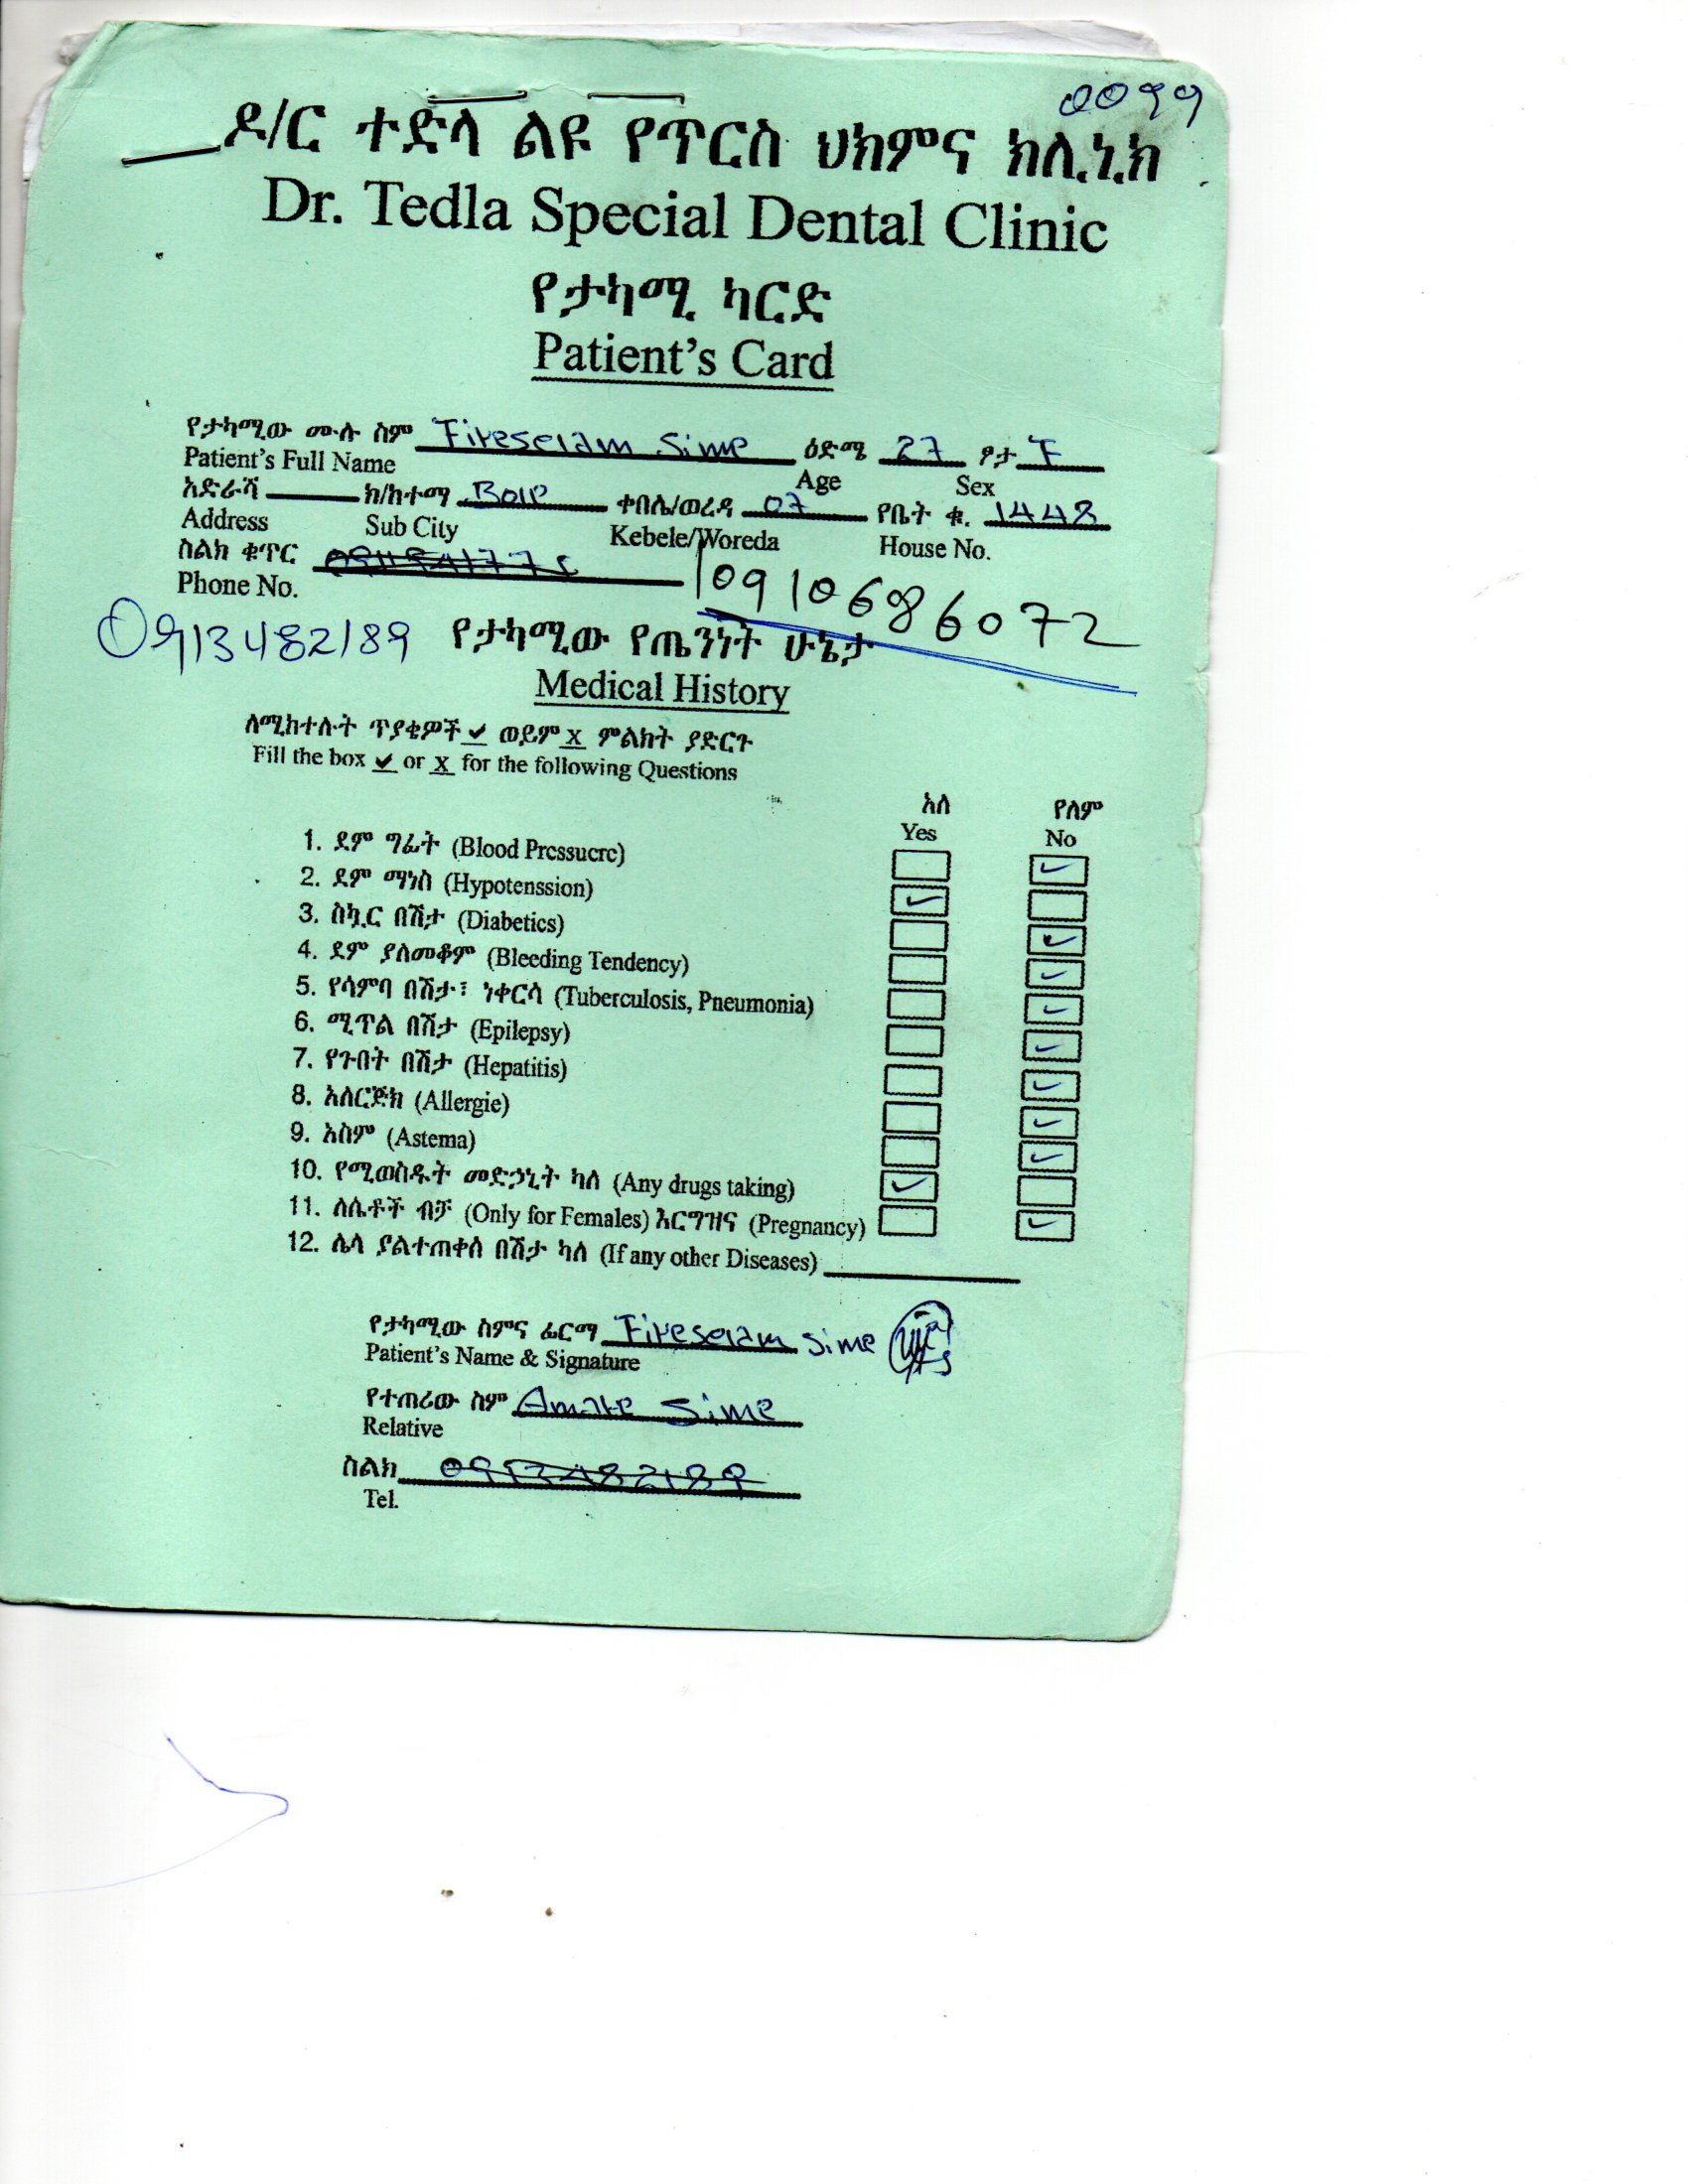 0099
ዶ/ር ተድላ ልዩ የጥርስ ህክምና ክሊኒክ
Dr. Tedla Special Dental Clinic
የታካሚ ካርድ
Patient's Card
የታካሚው ሙሉ ስም Fireselam Sime ዕድሜ 27 ፆታ F
Patient's Full Name Age Sex
አድራሻ ክ/ከተማ Bole ቀበሌ/ወረዳ 07 የቤት ቁ. 1448
Address Sub City Kebele/Woreda House No.
ስልክ ቁጥር
Phone No. 0910686072
0913482189 የታካሚው የጤንነት ሁኔታ
Medical History
ለሚከተሉት ጥያቄዎች ✔ ወይም x ምልክት ያድርጉ
Fill the box ✔ or x for the following Questions
አለ የለም
Yes No
1. ደም ግፊት (Blood Pressuere) ✓
2. ደም ማነስ (Hypotenssion) ✓
3. ስኳር በሽታ (Diabetics) ✓
4. ደም ያለመቆም (Bleeding Tendency) ✓
5. የሳምባ በሽታ፣ ነቀርሳ (Tuberculosis, Pneumonia) ✓
6. ሚጥል በሽታ (Epilepsy) ✓
7. የጉበት በሽታ (Hepatitis) ✓
8. አለርጅክ (Allergie) ✓
9. አስም (Astema) ✓
10. የሚወስዱት መድኃኒት ካለ (Any drugs taking) ✓
11. ለሴቶች ብቻ (Only for Females) እርግዝና (Pregnancy) ✓
12. ሌላ ያልተጠቀሰ በሽታ ካለ (If any other Diseases)
የታካሚው ስምና ፊርማ Fireselam Sime
Patient's Name & Signature
የተጠሪው ስም Amare Sime
Relative
ስልክ 0913482189
Tel.